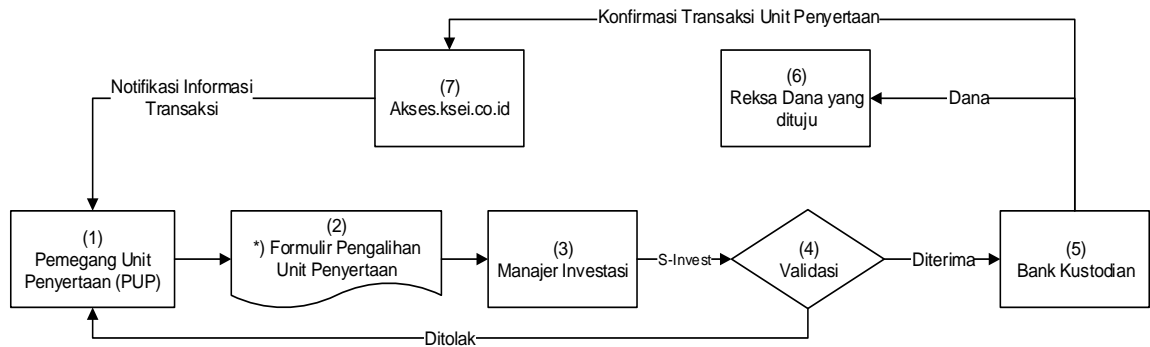 Konfirmasi Transaksi Unit Penyertaan
(7)
Akses.ksei.co.id
(6)
Reksa Dana yang
dituju
Notifikasi Informasi
Transaksi
Dana
(1)
Pemegang Unit
Penyertaan (PUP)
(2)
*) Formulir Pengalihan
Unit Penyertaan
(3)
Manajer Investasi
S-Invest
(4)
Validasi
Diterima
(5)
Bank Kustodian
Ditolak